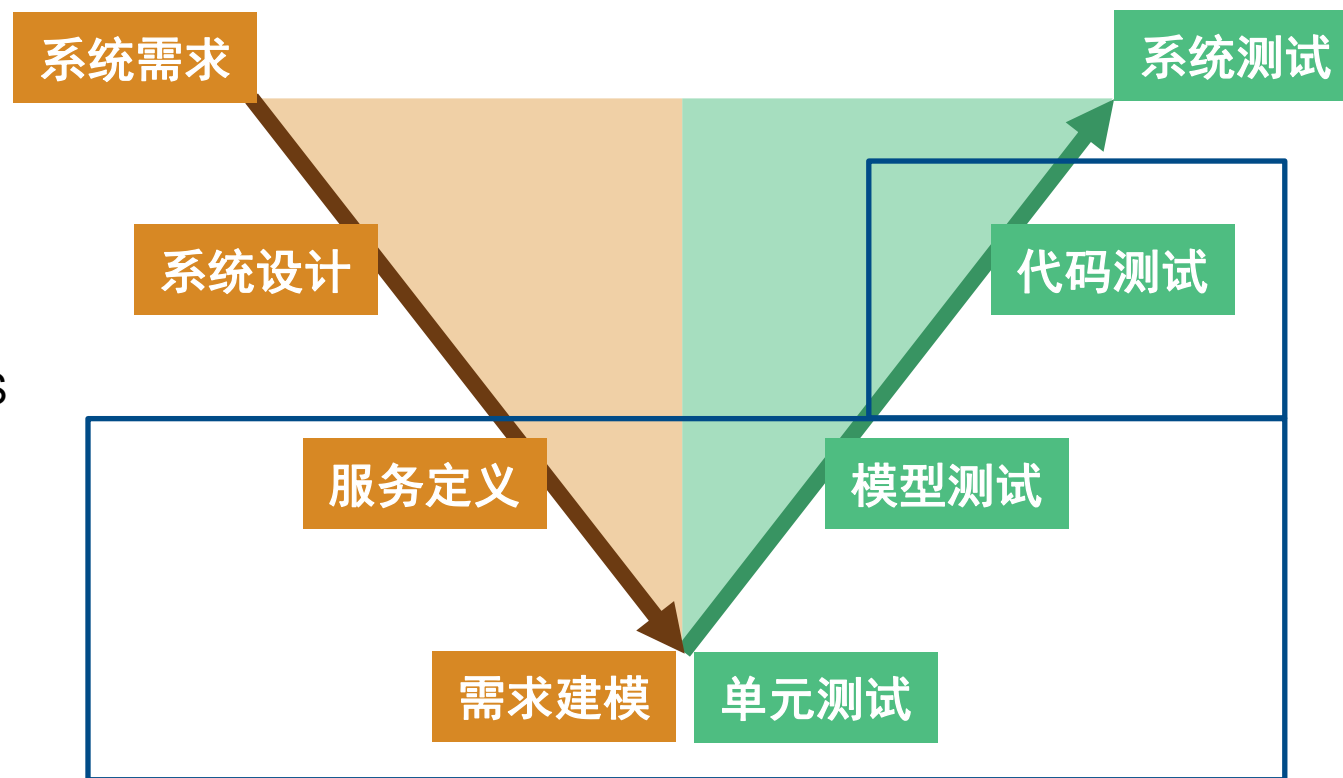 系统需求
系统测试
系统设计
代码测试
s
服务定义
模型测试
需求建模
单元测试